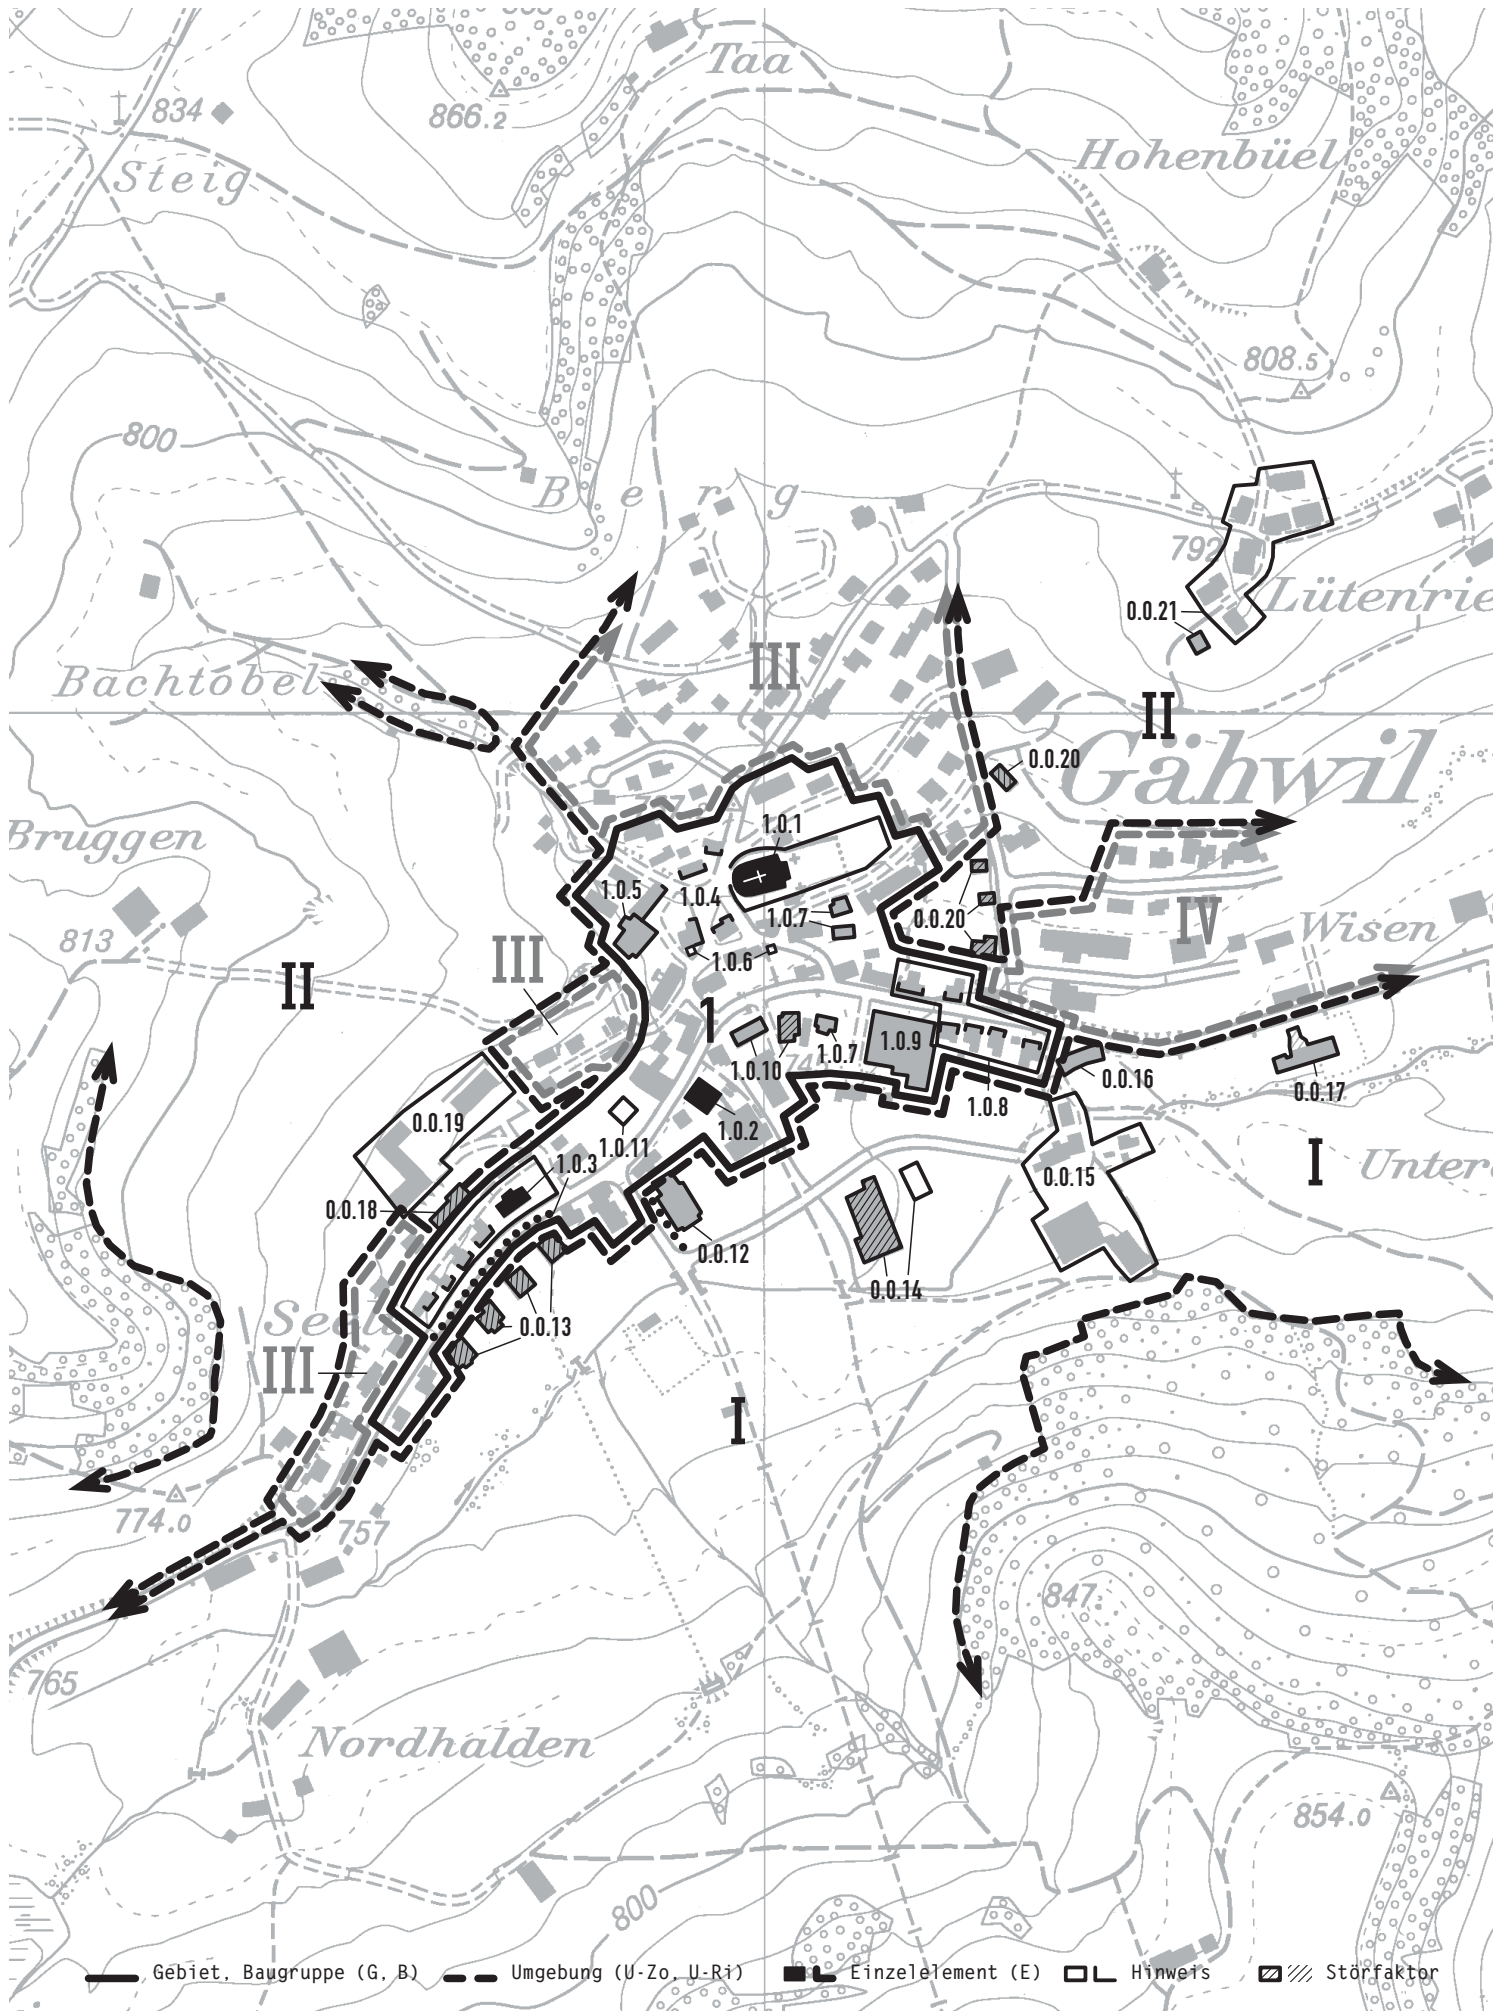 Taa
834
866.2
Hohenbüel
Steig
808.5
800
Berg
792
Lütenrie
0.0.21
III
Bachtobel
II
0.0.20
Gähwil
1.0.1
Bruggen
1.0.5
1.0.4
1.0.7
0.0.20
IV
Wisen
813
III
1.0.6
II
1
1.0.9
1.0.10
1.0.7
0.0.16
0.0.17
1.0.8
0.0.19
1.0.2
1.0.11
1.0.3
I
Unter
0.0.15
0.0.18
0.0.12
0.0.14
0.0.13
III
I
774.0
757
847
765
Nordhalden
854.0
800
Gebiet, Baugruppe (G, B) Umgebung (U-Zo, U-Ri) Einzelelement (E) Hinweis Störfaktor